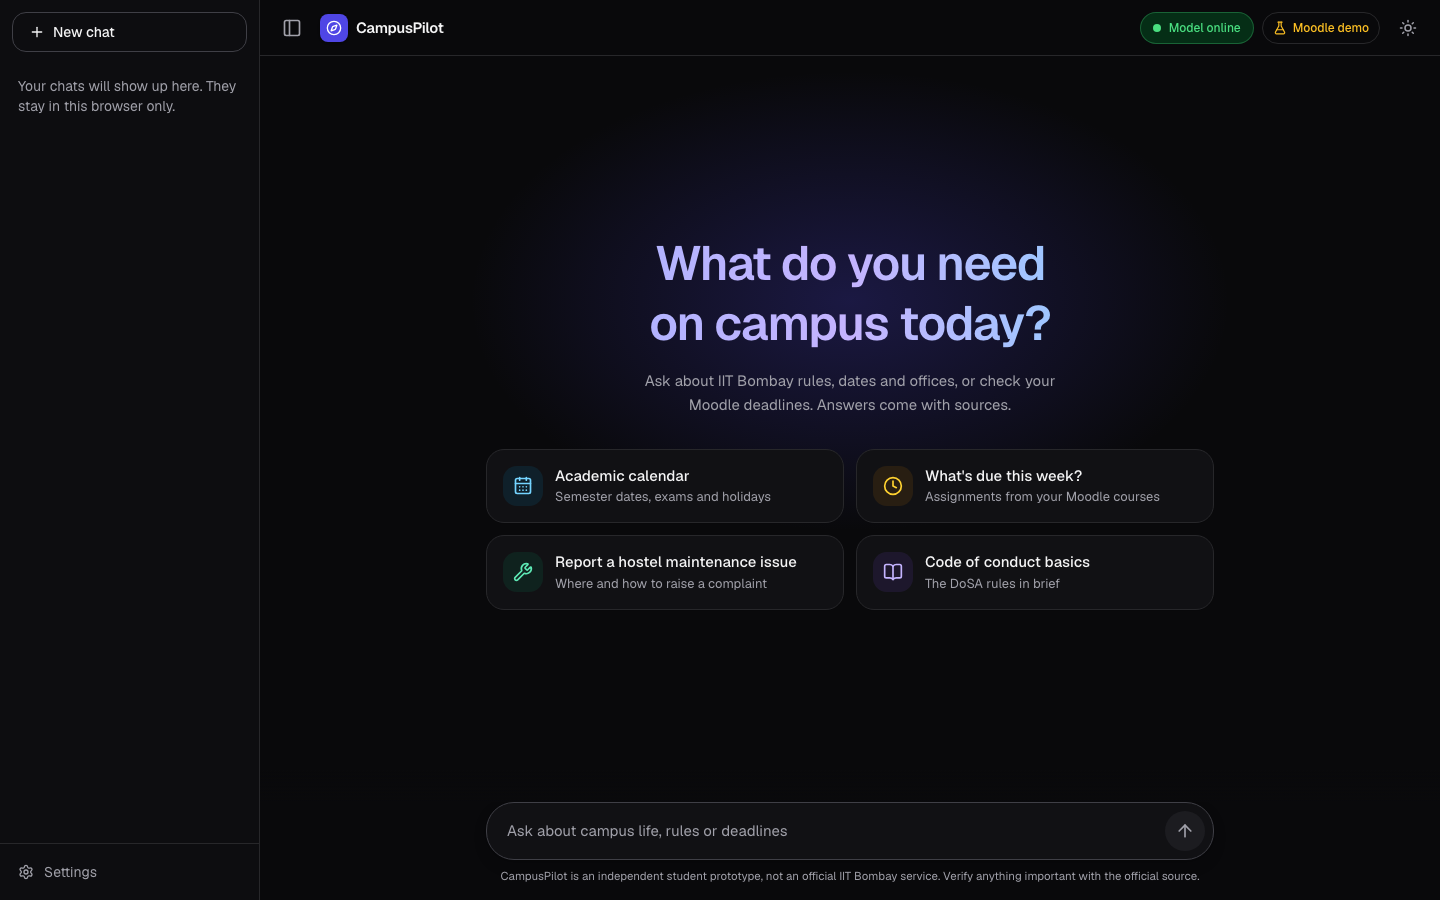 New chat
Your chats will show up here. They
stay in this browser only.
Settings
CampusPilot
Model online
Moodle demo
What do you need
on campus today?
Ask about IIT Bombay rules, dates and offices, or check your
Moodle deadlines. Answers come with sources.
Academic calendar
Semester dates, exams and holidays
What's due this week?
Assignments from your Moodle courses
Report a hostel maintenance issue
Where and how to raise a complaint
Code of conduct basics
The DoSA rules in brief
Ask about campus life, rules or deadlines
CampusPilot is an independent student prototype, not an official IIT Bombay service. Verify anything important with the official source.